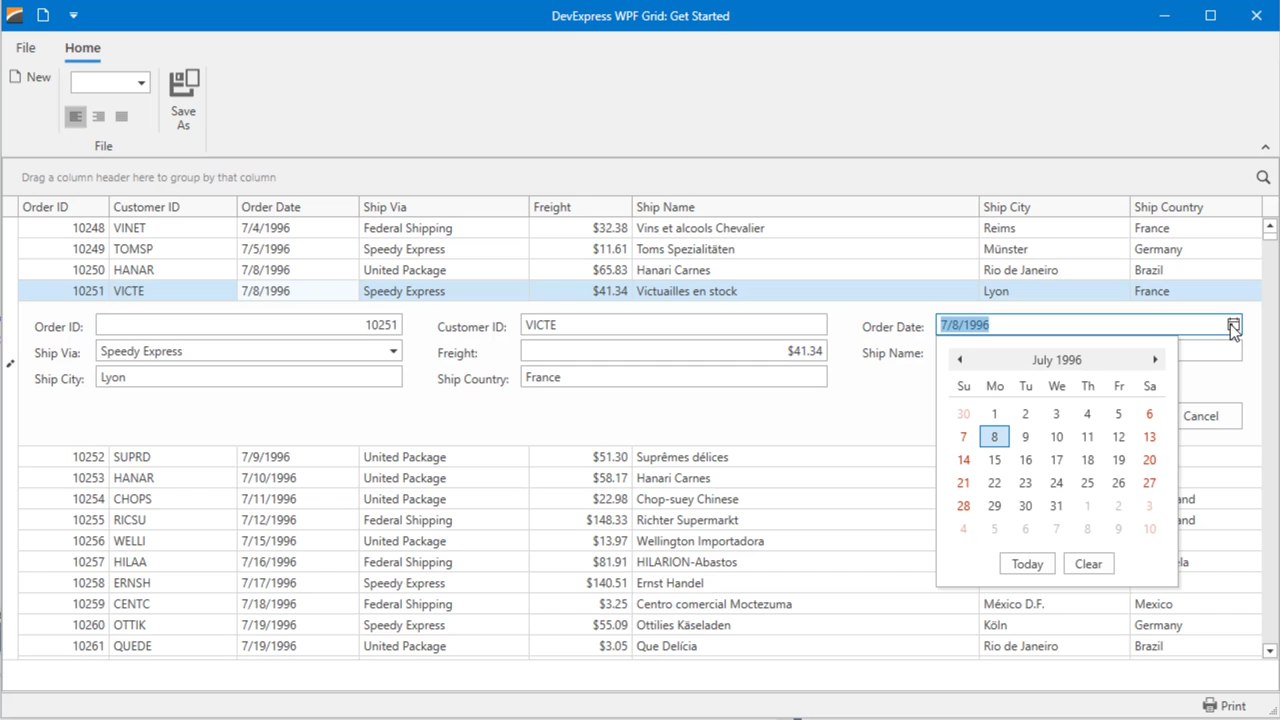 DevExpress WPF Grid: Get Started
File Home
New
Save As
File
Drag a column header here to group by that column
Order ID Customer ID Order Date Ship Via Freight Ship Name Ship City Ship Country
10248 VINET 7/4/1996 Federal Shipping $32.38 Vins et alcools Chevalier Reims France
10249 TOMSP 7/5/1996 Speedy Express $11.61 Toms Spezialitäten Münster Germany
10250 HANAR 7/8/1996 United Package $65.83 Hanari Carnes Rio de Janeiro Brazil
10251 VICTE 7/8/1996 Speedy Express $41.34 Victuailles en stock Lyon France
Order ID: 10251 Customer ID: VICTE Order Date: 7/8/1996
Ship Via: Speedy Express Freight: $41.34 Ship Name:
Ship City: Lyon Ship Country: France
July 1996
Su Mo Tu We Th Fr Sa
30 1 2 3 4 5 6
7 8 9 10 11 12 13
14 15 16 17 18 19 20
21 22 23 24 25 26 27
28 29 30 31 1 2 3
4 5 6 7 8 9 10
Today Clear
Cancel
10252 SUPRD 7/9/1996 United Package $51.30 Suprêmes délices
10253 HANAR 7/10/1996 United Package $58.17 Hanari Carnes
10254 CHOPS 7/11/1996 United Package $22.98 Chop-suey Chinese
10255 RICSU 7/12/1996 Federal Shipping $148.33 Richter Supermarkt
10256 WELLI 7/15/1996 United Package $13.97 Wellington Importadora
10257 HILAA 7/16/1996 Federal Shipping $81.91 HILARION-Abastos
10258 ERNSH 7/17/1996 Speedy Express $140.51 Ernst Handel
10259 CENTC 7/18/1996 Federal Shipping $3.25 Centro comercial Moctezuma México D.F. Mexico
10260 OTTIK 7/19/1996 Speedy Express $55.09 Ottilies Käseladen Köln Germany
10261 QUEDE 7/19/1996 United Package $3.05 Que Delícia Rio de Janeiro Brazil
Print